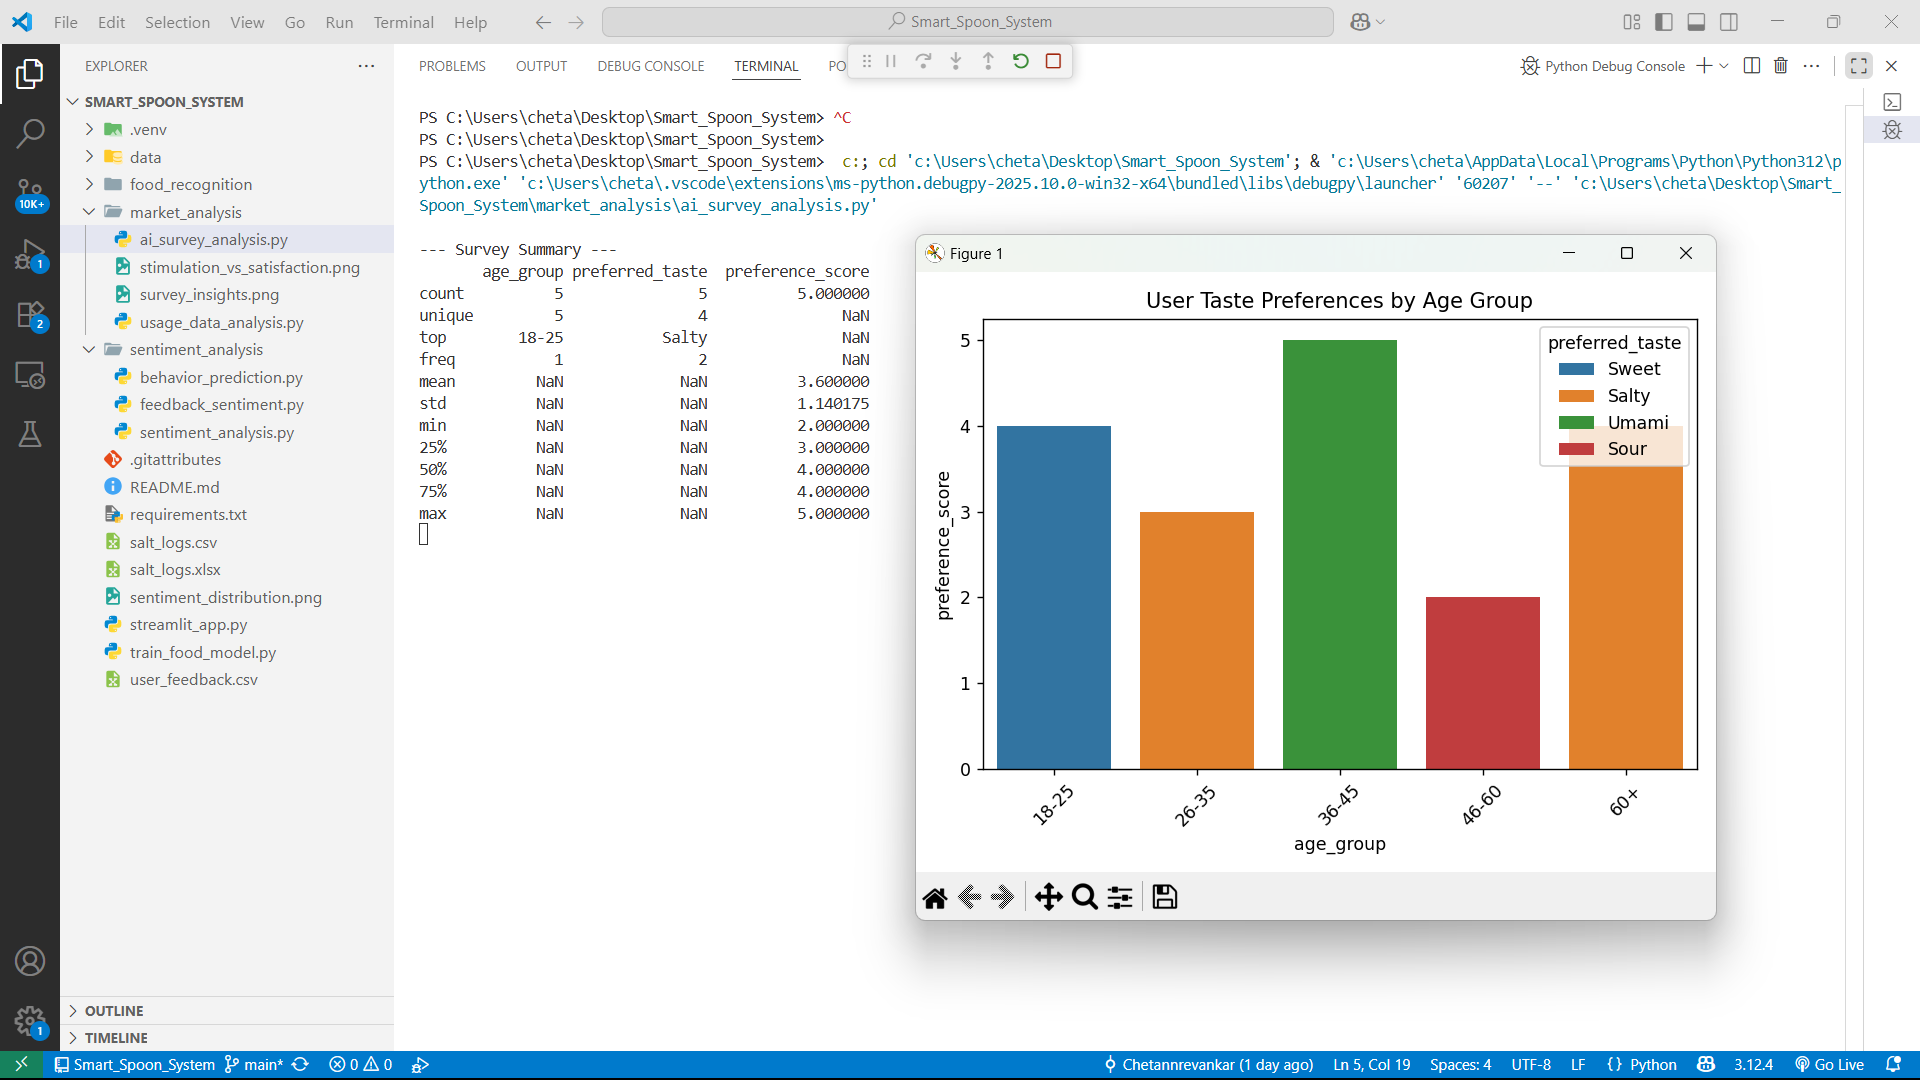 File Edit Selection View Go Run Terminal Help
Smart_Spoon_System
EXPLORER
SMART_SPOON_SYSTEM
.venv
data
food_recognition
market_analysis
ai_survey_analysis.py
stimulation_vs_satisfaction.png
survey_insights.png
usage_data_analysis.py
sentiment_analysis
behavior_prediction.py
feedback_sentiment.py
sentiment_analysis.py
.gitattributes
README.md
requirements.txt
salt_logs.csv
salt_logs.xlsx
sentiment_distribution.png
streamlit_app.py
train_food_model.py
user_feedback.csv
OUTLINE
TIMELINE
10K+
1
2
1
PROBLEMS OUTPUT DEBUG CONSOLE TERMINAL PO
Python Debug Console
PS C:\Users\cheta\Desktop\Smart_Spoon_System> ^C
PS C:\Users\cheta\Desktop\Smart_Spoon_System>
PS C:\Users\cheta\Desktop\Smart_Spoon_System>  c:; cd 'c:\Users\cheta\Desktop\Smart_Spoon_System'; & 'c:\Users\cheta\AppData\Local\Programs\Python\Python312\p
ython.exe' 'c:\Users\cheta\.vscode\extensions\ms-python.debugpy-2025.10.0-win32-x64\bundled\libs\debugpy\launcher' '60207' '--' 'c:\Users\cheta\Desktop\Smart_
Spoon_System\market_analysis\ai_survey_analysis.py'
--- Survey Summary ---
age_group preferred_taste preference_score
count 5 5 5.000000
unique 5 4 NaN
top 18-25 Salty NaN
freq 1 2 NaN
mean NaN NaN 3.600000
std NaN NaN 1.140175
min NaN NaN 2.000000
25% NaN NaN 3.000000
50% NaN NaN 4.000000
75% NaN NaN 4.000000
max NaN NaN 5.000000
Figure 1
User Taste Preferences by Age Group
preferred_taste
Sweet
Salty
Umami
Sour
preference_score
5
4
3
2
1
0
18-25 26-35 36-45 46-60 60+
age_group
Smart_Spoon_System main* 0 0 Chetannrevankar (1 day ago) Ln 5, Col 19 Spaces: 4 UTF-8 LF {} Python 3.12.4 Go Live